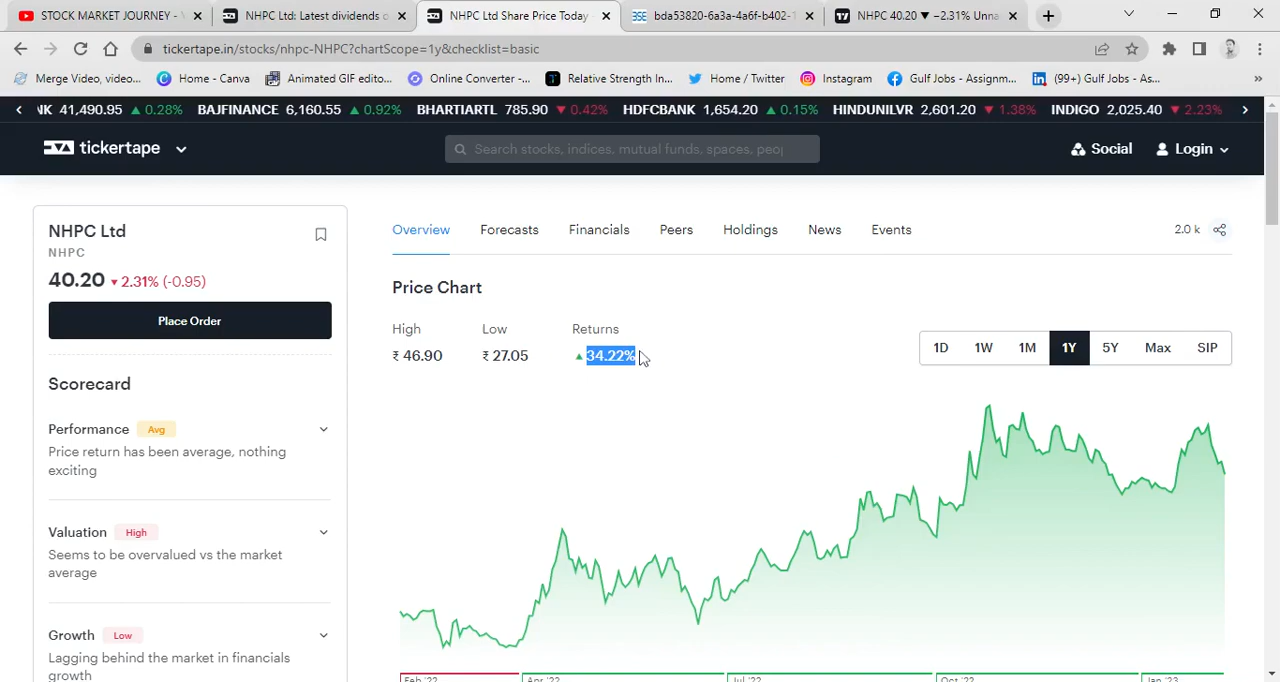 STOCK MARKET JOURNEY -
NHPC Ltd: Latest dividends
NHPC Ltd Share Price Today
bda53820-6a3a-4a6f-b402-1
NHPC 40.20 ▼ −2.31% Unna
tickertape.in/stocks/nhpc-NHPC?chartScope=1y&checklist=basic
Merge Video, video...
Home - Canva
Animated GIF edito...
Online Converter -...
Relative Strength In...
Home / Twitter
Instagram
Gulf Jobs - Assignm...
(99+) Gulf Jobs - As...
NK 41,490.95 ▲ 0.28% BAJFINANCE 6,160.55 ▲ 0.92% BHARTIARTL 785.90 ▼ 0.42% HDFCBANK 1,654.20 ▲ 0.15% HINDUNILVR 2,601.20 ▼ 1.38% INDIGO 2,025.40 ▼ 2.23%
tickertape
Search stocks, indices, mutual funds, spaces, peo
Social
Login
NHPC Ltd
NHPC
40.20 ▼ 2.31% (-0.95)
Place Order
Scorecard
Performance Avg
Price return has been average, nothing
exciting
Valuation High
Seems to be overvalued vs the market
average
Growth Low
Lagging behind the market in financials
growth
Overview Forecasts Financials Peers Holdings News Events
2.0 k
Price Chart
High Low Returns
₹ 46.90 ₹ 27.05 ▲ 34.22%
1D 1W 1M 1Y 5Y Max SIP
Feb '22 Apr '22 Jul '22 Oct '22 Jan '23